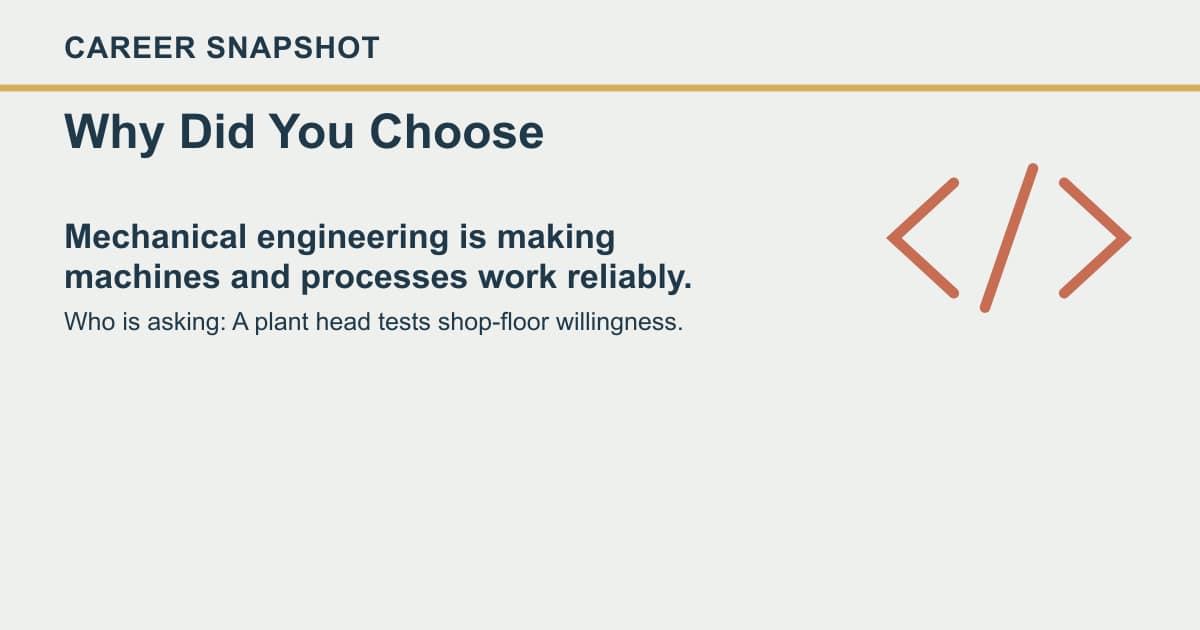 CAREER SNAPSHOT
Why Did You Choose
Mechanical engineering is making
machines and processes work reliably.
Who is asking: A plant head tests shop-floor willingness.